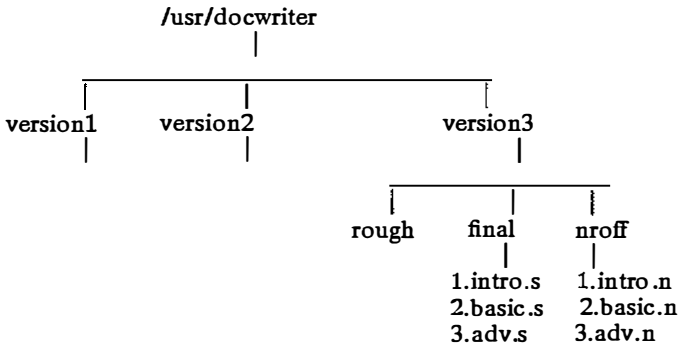 /usr/docwriter
version1 version2 version3
rough final nroff
1.intro.s 1.intro.n
2.basic.s 2.basic.n
3.adv.s 3.adv.n